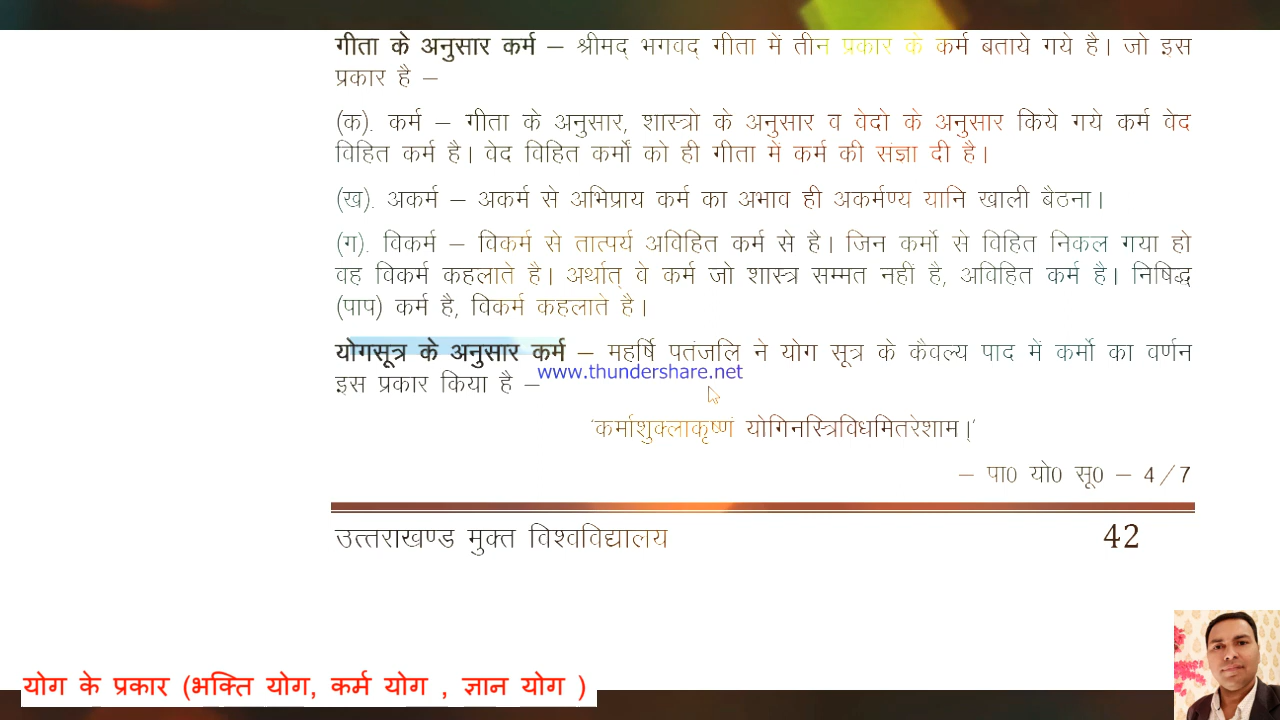 गीता के अनुसार कर्म – श्रीमद् भगवद् गीता में तीन प्रकार के कर्म बताये गये है। जो इस
प्रकार है –
(क). कर्म – गीता के अनुसार, शास्त्रो के अनुसार व वेदो के अनुसार किये गये कर्म वेद
विहित कर्म है। वेद विहित कर्मों को ही गीता में कर्म की संज्ञा दी है।
(ख). अकर्म – अकर्म से अभिप्राय कर्म का अभाव ही अकर्मण्य यानि खाली बैठना।
(ग). विकर्म – विकर्म से तात्पर्य अविहित कर्म से है। जिन कर्मो से विहित निकल गया हो
वह विकर्म कहलाते है। अर्थात् वे कर्म जो शास्त्र सम्मत नहीं है, अविहित कर्म है। निषिद्ध
(पाप) कर्म है, विकर्म कहलाते है।
योगसूत्र के अनुसार कर्म – महर्षि पतंजलि ने योग सूत्र के कैवल्य पाद में कर्मो का वर्णन
इस प्रकार किया है –
www.thundershare.net
'कर्माशुक्लाकृष्णं योगिनस्त्रिविधमितरेशाम।'
– पा0 यो0 सू0 – 4/7
उत्तराखण्ड मुक्त विश्वविद्यालय 42
योग के प्रकार (भक्ति योग, कर्म योग , ज्ञान योग )